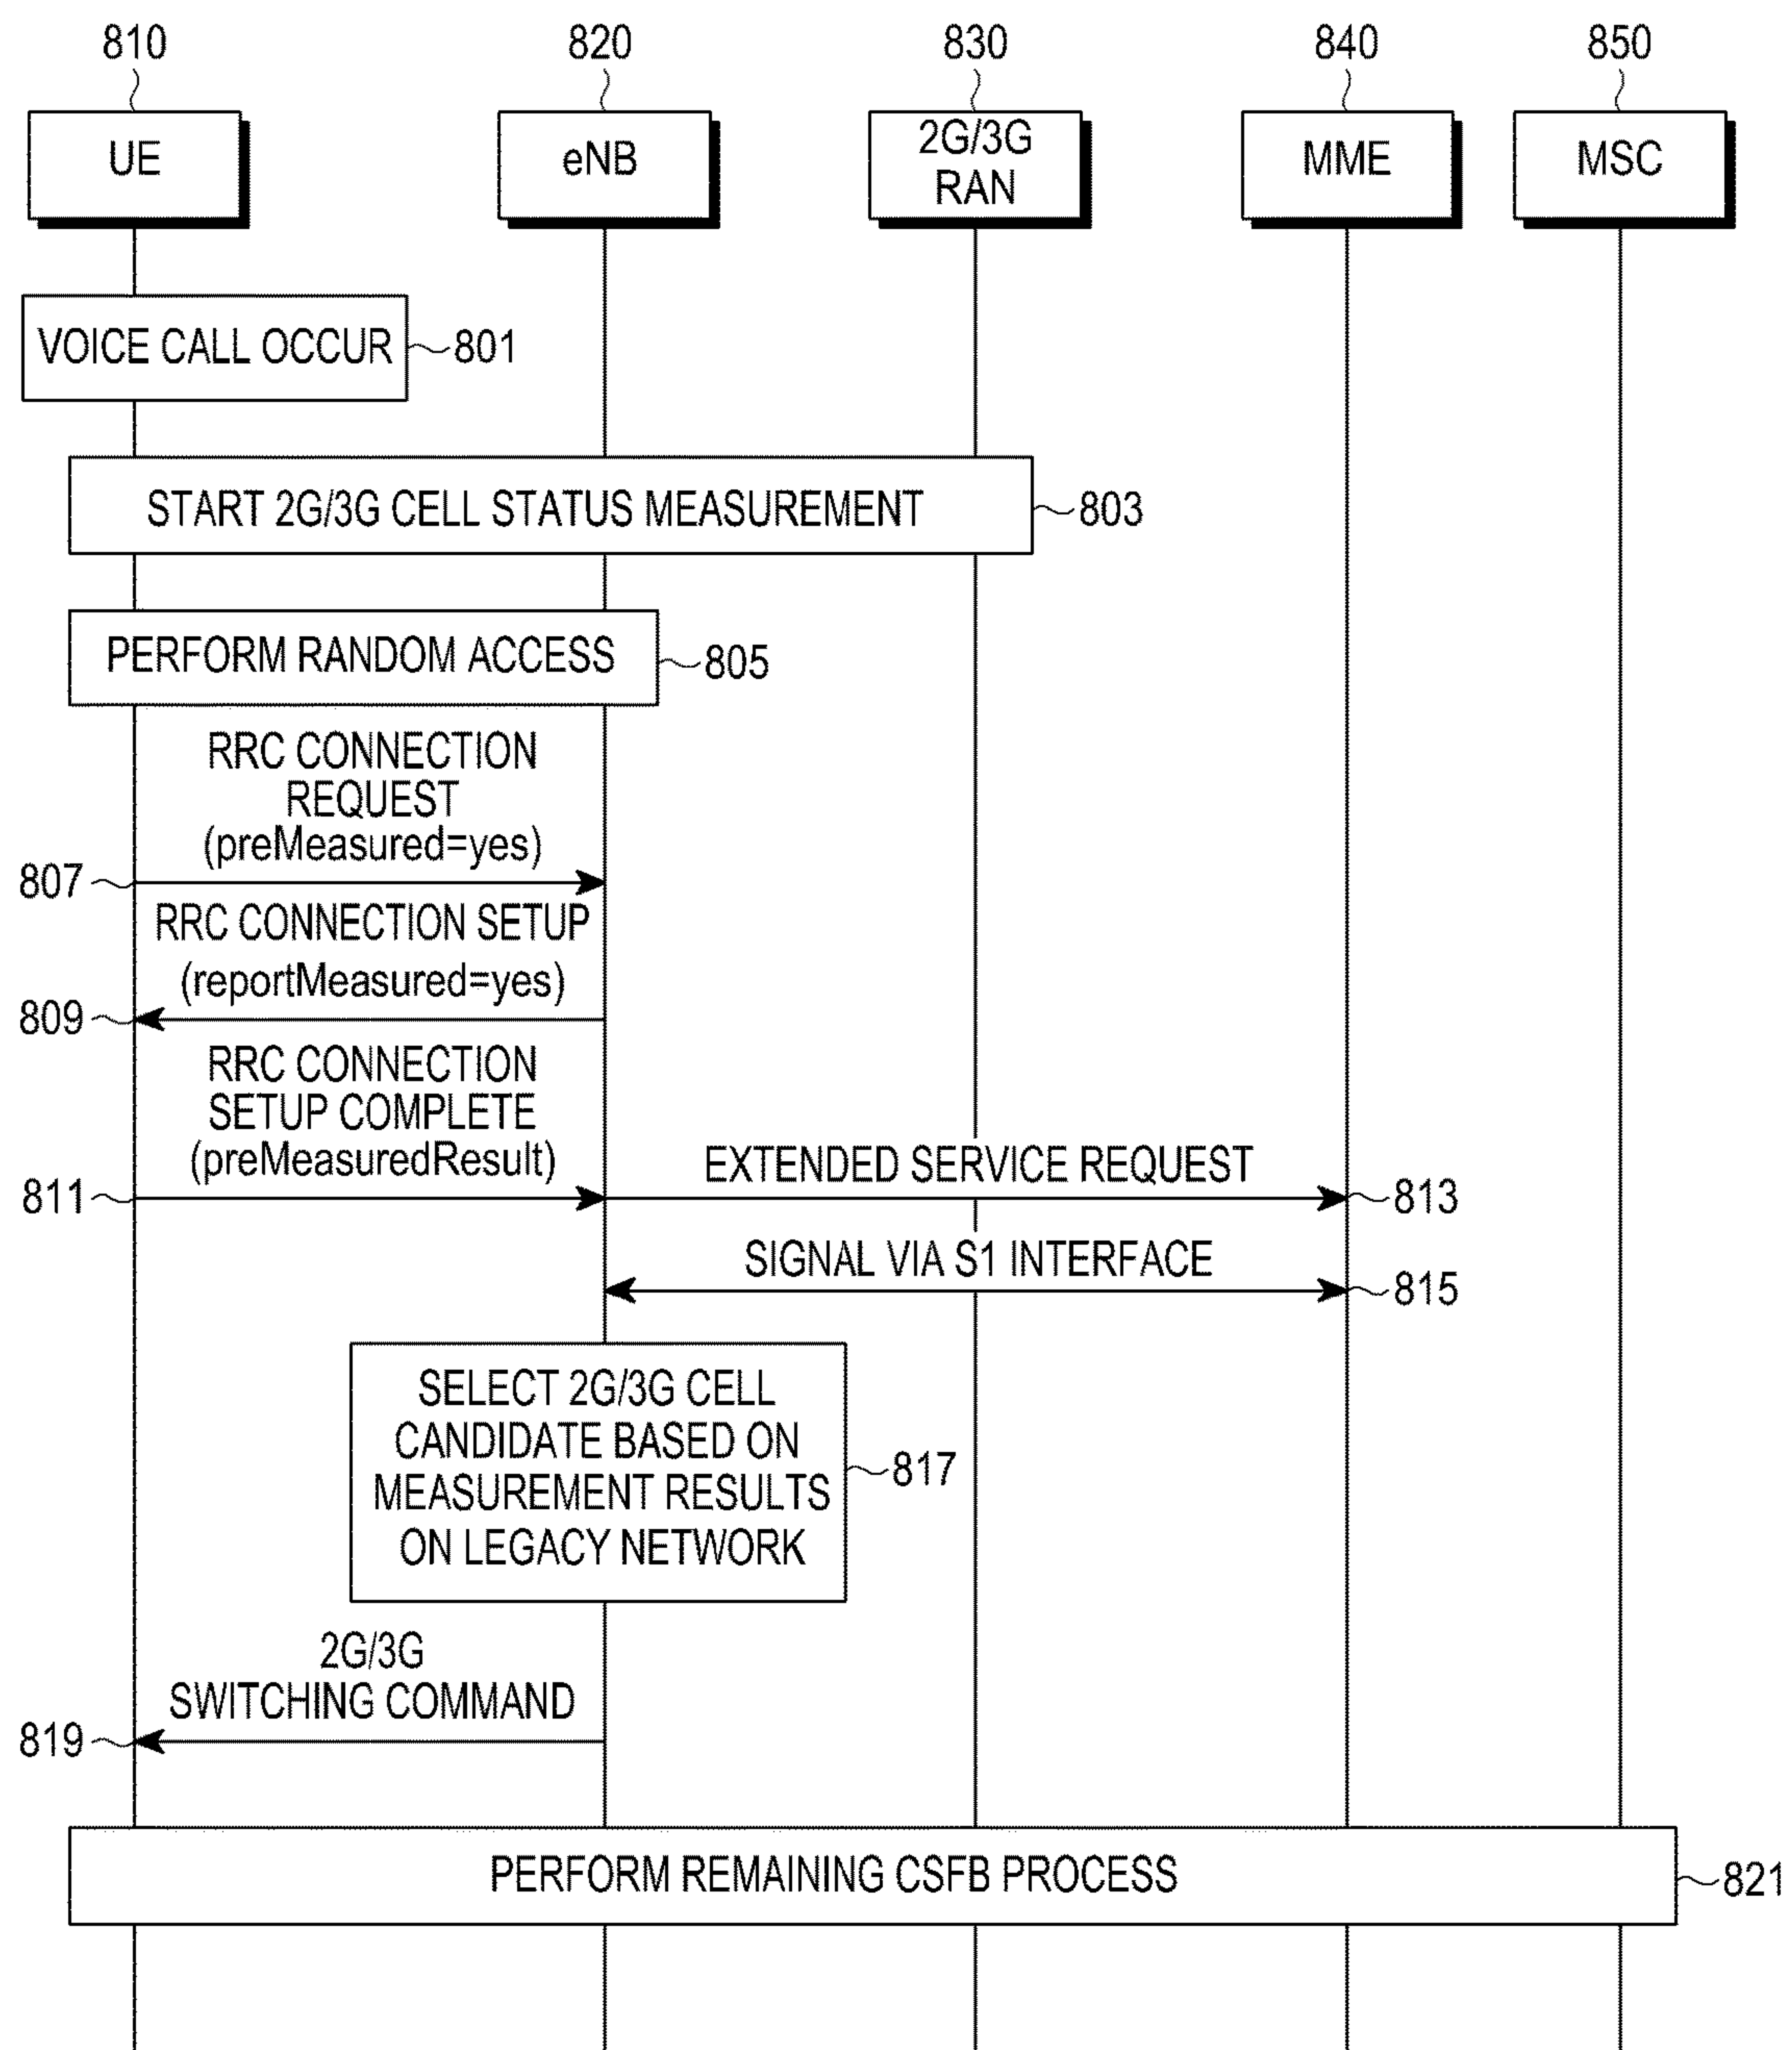 810 820 830 840 850
UE eNB 2G/3G RAN MME MSC
VOICE CALL OCCUR 801
START 2G/3G CELL STATUS MEASUREMENT 803
PERFORM RANDOM ACCESS 805
RRC CONNECTION
REQUEST
(preMeasured=yes)
807
RRC CONNECTION SETUP
(reportMeasured=yes)
809
RRC CONNECTION
SETUP COMPLETE
(preMeasuredResult)
811
EXTENDED SERVICE REQUEST
813
SIGNAL VIA S1 INTERFACE
815
SELECT 2G/3G CELL
CANDIDATE BASED ON
MEASUREMENT RESULTS
ON LEGACY NETWORK
817
2G/3G
SWITCHING COMMAND
819
PERFORM REMAINING CSFB PROCESS 821